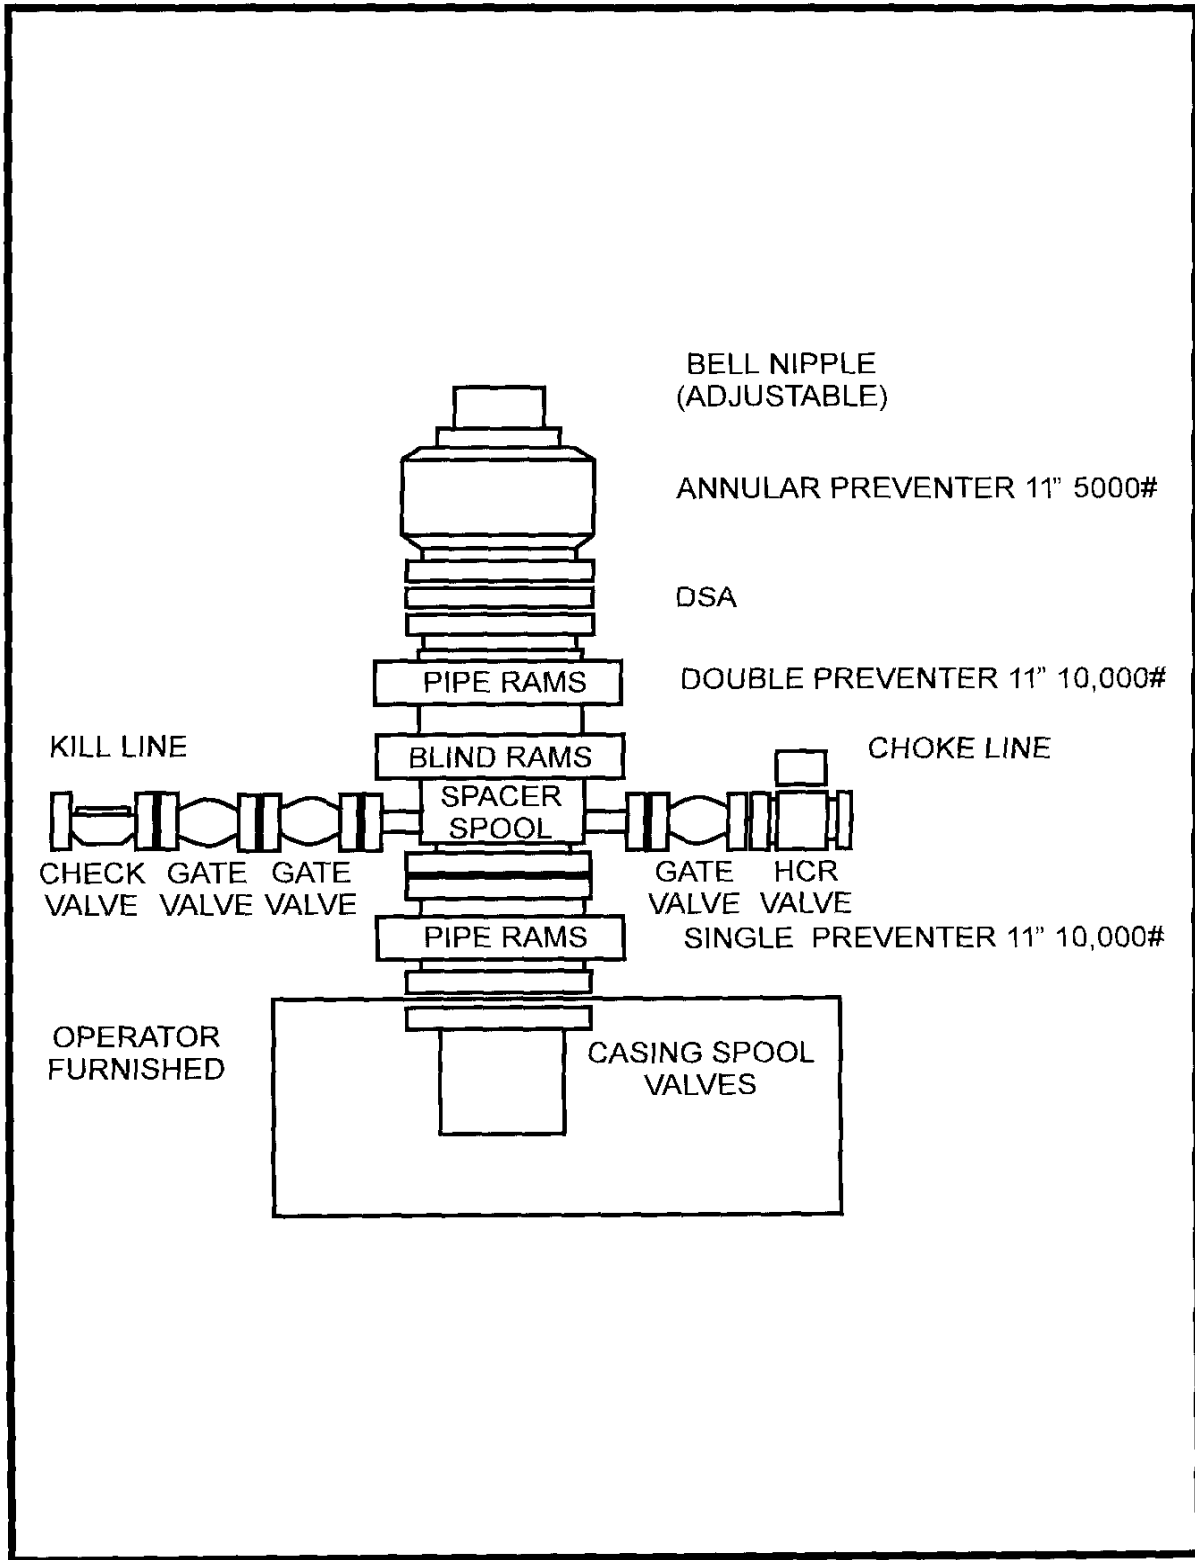 BELL NIPPLE
(ADJUSTABLE)
ANNULAR PREVENTER 11" 5000#
DSA
PIPE RAMS
DOUBLE PREVENTER 11" 10,000#
KILL LINE
BLIND RAMS
CHOKE LINE
SPACER
SPOOL
CHECK
VALVE
GATE
VALVE
GATE
VALVE
GATE
VALVE
HCR
VALVE
PIPE RAMS
SINGLE PREVENTER 11" 10,000#
OPERATOR
FURNISHED
CASING SPOOL
VALVES